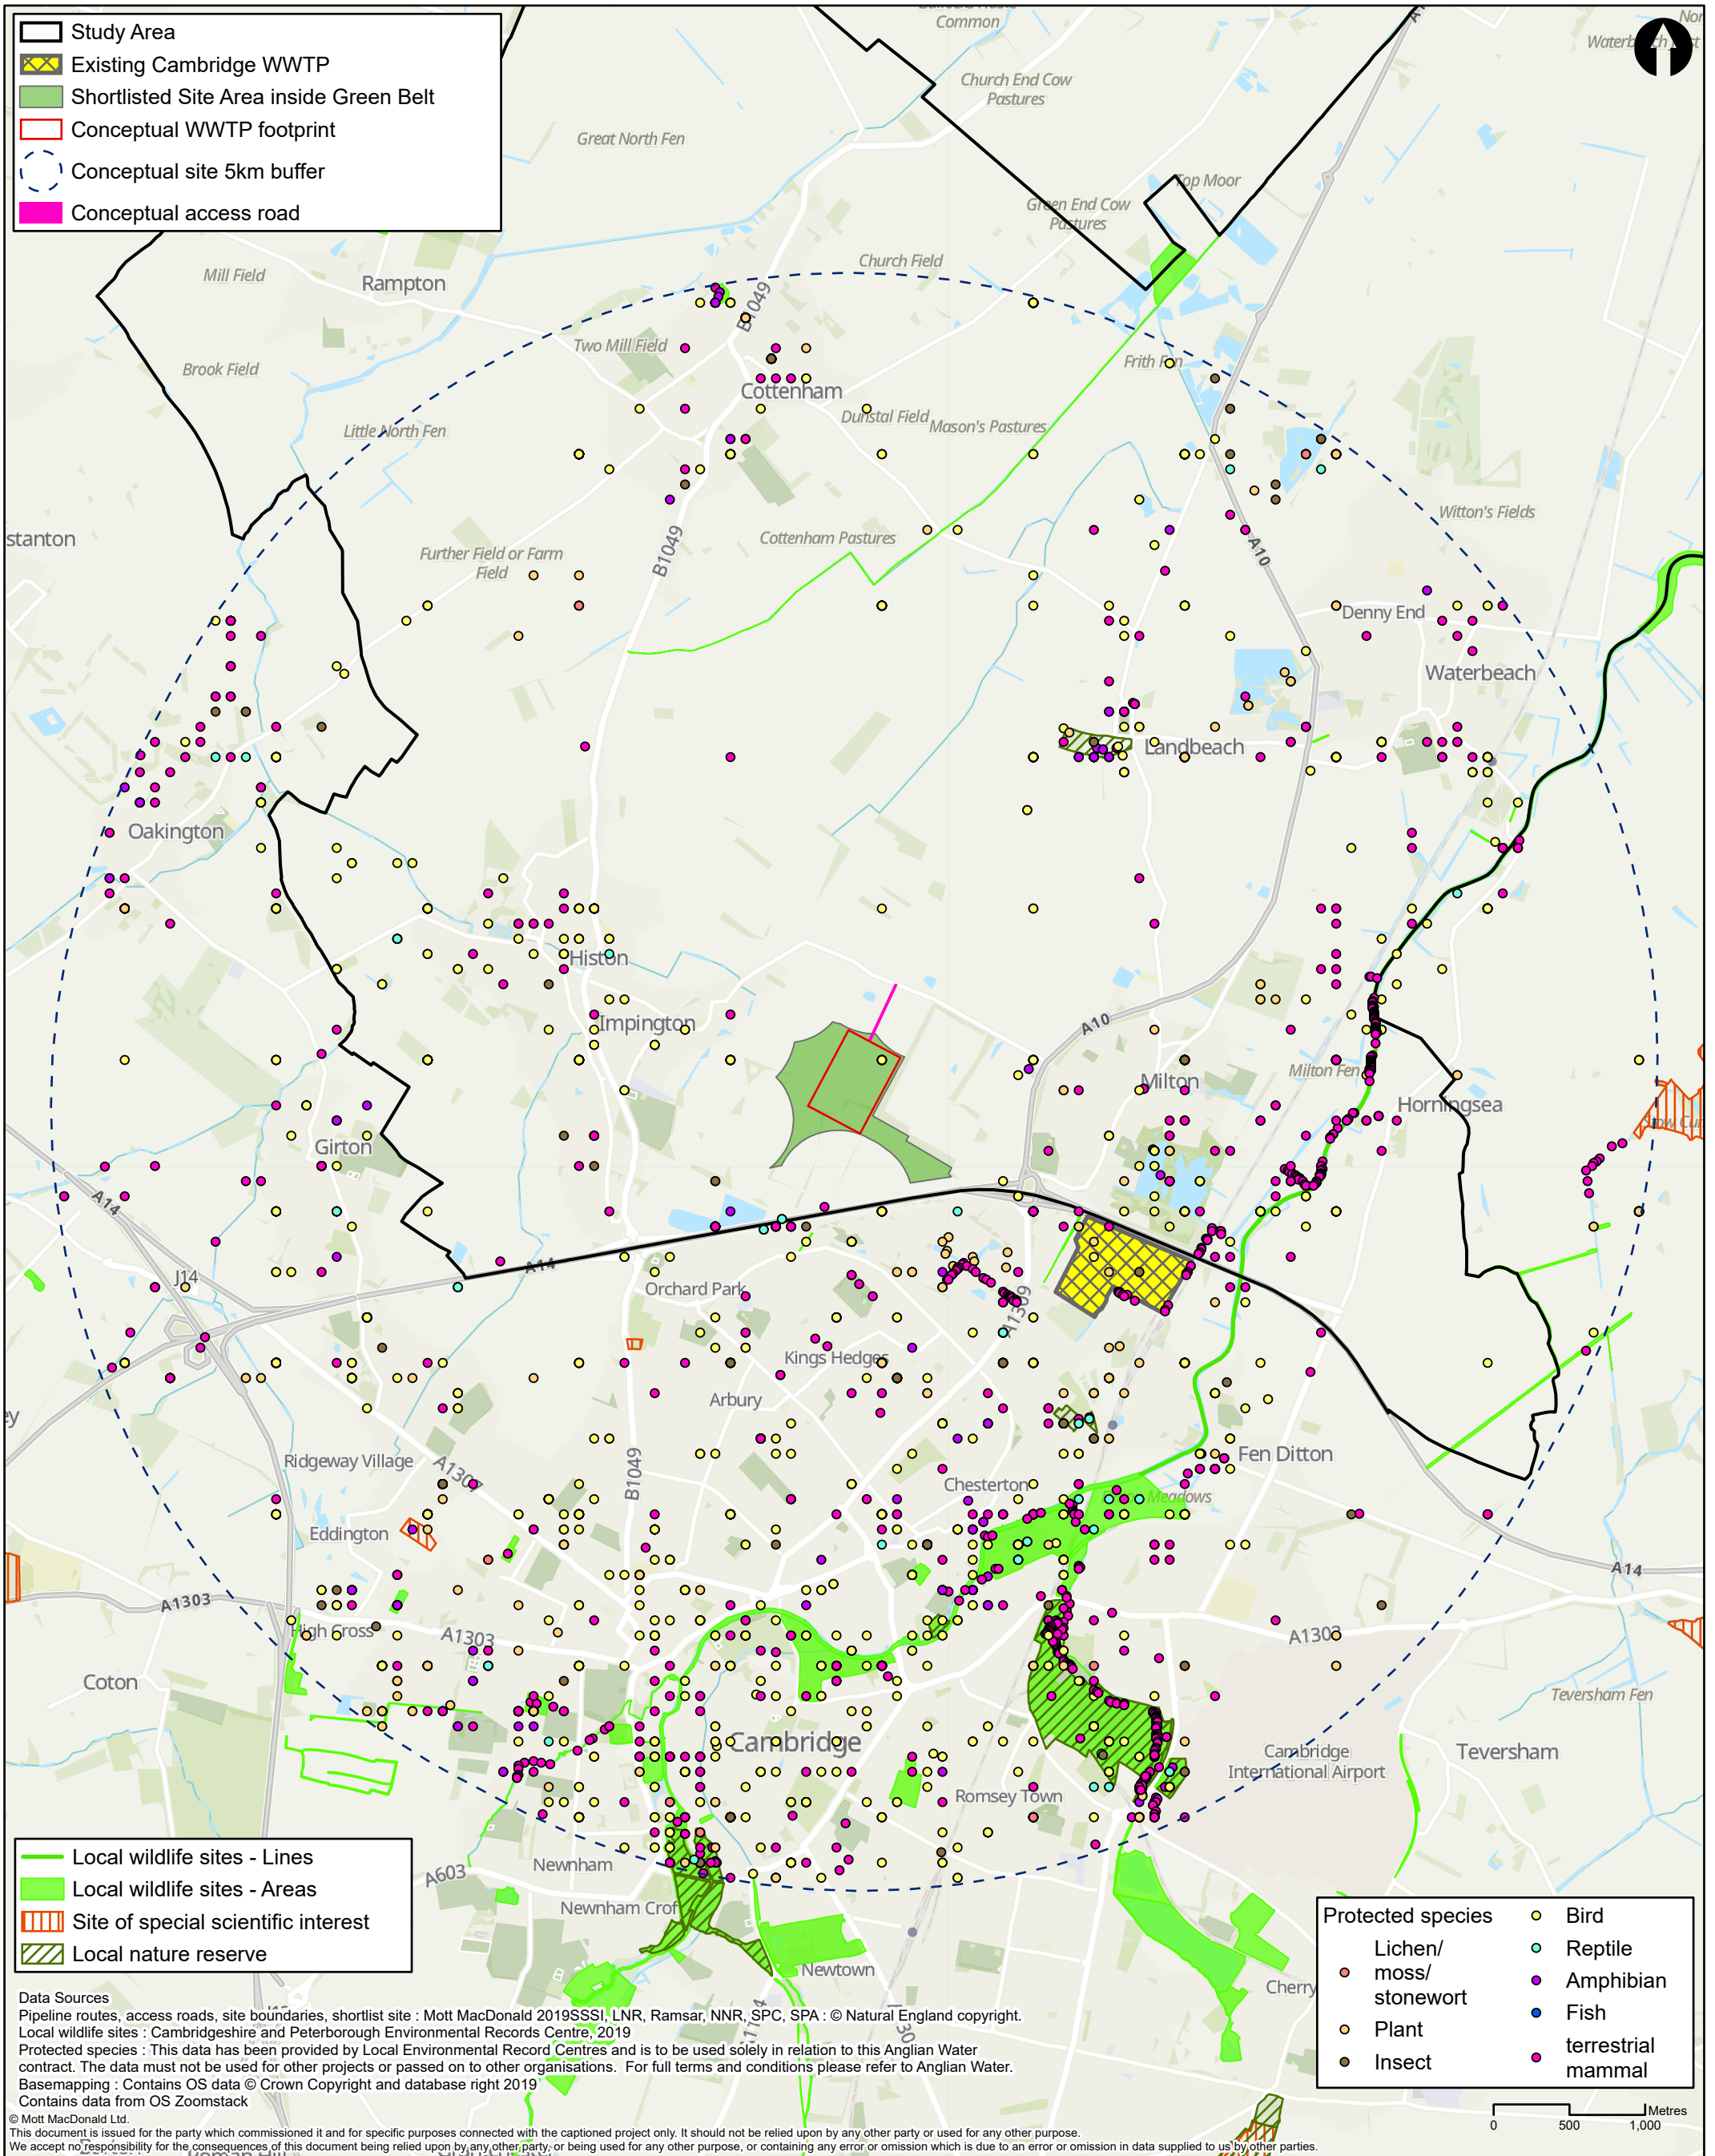 Study Area
Existing Cambridge WWTP
Shortlisted Site Area inside Green Belt
Conceptual WWTP footprint
Conceptual site 5km buffer
Conceptual access road
Common
Church End Cow
Pastures
Great North Fen
Top Moor
Green End Cow
Pastures
Church Field
Mill Field
Rampton
B1049
Two Mill Field
Brook Field
Frith Fen
Cottenham
Dunstal Field
Mason's Pastures
Little North Fen
Witton's Fields
stanton
Cottenham Pastures
Further Field or Farm
Field
B1049
A10
Denny End
Waterbeach
Landbeach
Oakington
Histon
Impington
A10
Milton
Milton Fen
Horningsea
Girton
A14
A14
J14
Orchard Park
A1309
Kings Hedges
Arbury
ey
Ridgeway Village
A1307
B1049
Fen Ditton
Chesterton
Meadows
Eddington
A14
A1303
High Cross
A1303
A1303
Coton
Teversham Fen
Cambridge
Cambridge
International Airport
Teversham
Romsey Town
A603
Newnham
Newnham Crof
Newtown
Cherry
Local wildlife sites - Lines
Local wildlife sites - Areas
Site of special scientific interest
Local nature reserve
Protected species
Lichen/
moss/
stonewort
Plant
Insect
Bird
Reptile
Amphibian
Fish
terrestrial
mammal
Data Sources
Pipeline routes, access roads, site boundaries, shortlist site : Mott MacDonald 2019SSSI, LNR, Ramsar, NNR, SPC, SPA : © Natural England copyright.
Local wildlife sites : Cambridgeshire and Peterborough Environmental Records Centre, 2019
Protected species : This data has been provided by Local Environmental Record Centres and is to be used solely in relation to this Anglian Water
contract. The data must not be used for other projects or passed on to other organisations. For full terms and conditions please refer to Anglian Water.
Basemapping : Contains OS data © Crown Copyright and database right 2019
Contains data from OS Zoomstack
© Mott MacDonald Ltd.
This document is issued for the party which commissioned it and for specific purposes connected with the captioned project only. It should not be relied upon by any other party or used for any other purpose.
We accept no responsibility for the consequences of this document being relied upon by any other party, or being used for any other purpose, or containing any error or omission which is due to an error or omission in data supplied to us by other parties.
Metres
0 500 1,000